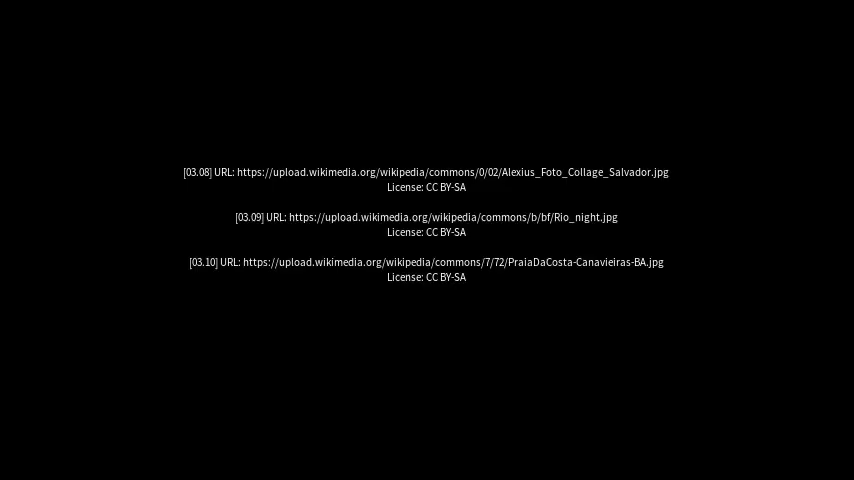 [03.08] URL: https://upload.wikimedia.org/wikipedia/commons/0/02/Alexius_Foto_Collage_Salvador.jpg
License: CC BY-SA
[03.09] URL: https://upload.wikimedia.org/wikipedia/commons/b/bf/Rio_night.jpg
License: CC BY-SA
[03.10] URL: https://upload.wikimedia.org/wikipedia/commons/7/72/PraiaDaCosta-Canavieiras-BA.jpg
License: CC BY-SA